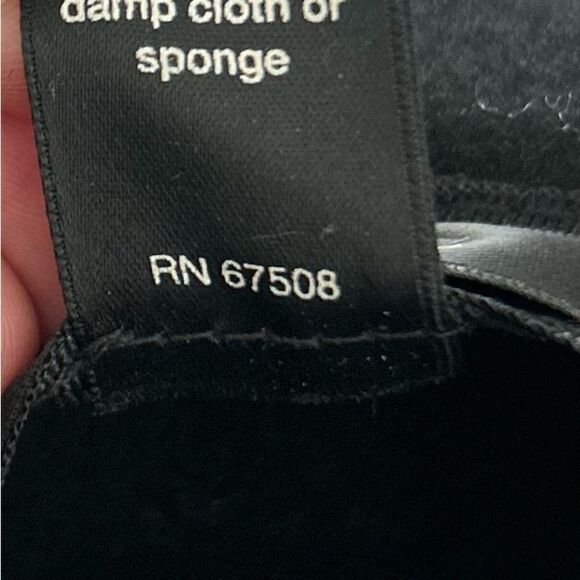 damp cloth or
sponge
RN 67508